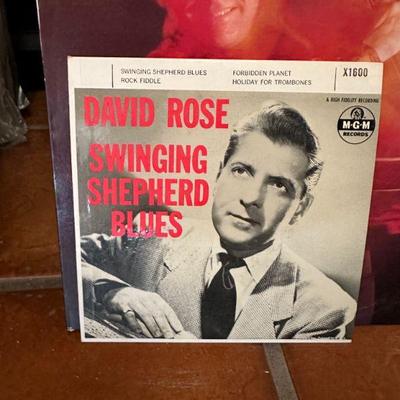 SWINGING SHEPHERD BLUES
ROCK FIDDLE
FORBIDDEN PLANET
HOLIDAY FOR TROMBONES
X1600
A HIGH FIDELITY RECORDING
M-G-M
RECORDS
DAVID ROSE
SWINGING
SHEPHERD
BLUES